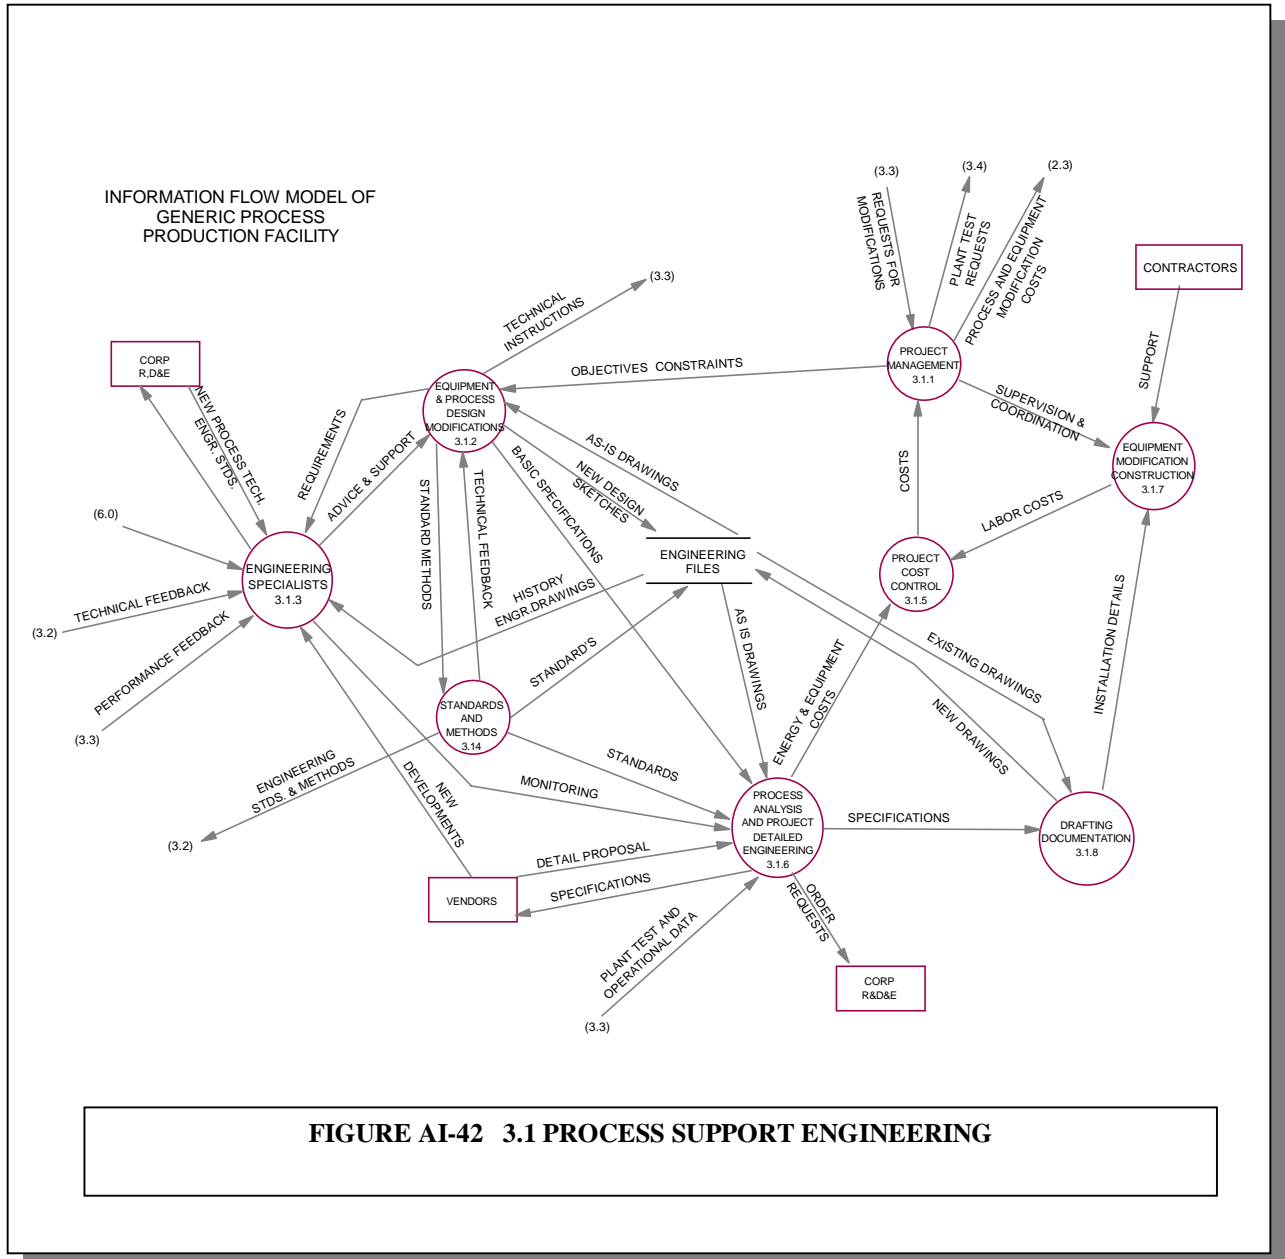 INFORMATION FLOW MODEL OF
GENERIC PROCESS
PRODUCTION FACILITY
(3.3)
(3.4)
(2.3)
REQUESTS FOR
MODIFICATIONS
PLANT TEST
REQUESTS
PROCESS AND EQUIPMENT
MODIFICATION
COSTS
CONTRACTORS
SUPPORT
(3.3)
TECHNICAL
INSTRUCTIONS
CORP
R,D&E
NEW PROCESS TECH.
ENGR. STDS.
PROJECT
MANAGEMENT
3.1.1
OBJECTIVES  CONSTRAINTS
EQUIPMENT
& PROCESS
DESIGN
MODIFICATIONS
3.1.2
REQUIREMENTS
ADVICE & SUPPORT
SUPERVISION &
COORDINATION
EQUIPMENT
MODIFICATION
CONSTRUCTION
3.1.7
AS-IS DRAWINGS
NEW DESIGN
SKETCHES
BASIC SPECIFICATIONS
STANDARD METHODS
TECHNICAL FEEDBACK
COSTS
LABOR COSTS
(6.0)
ENGINEERING
SPECIALISTS
3.1.3
ENGINEERING
FILES
PROJECT
COST
CONTROL
3.1.5
TECHNICAL FEEDBACK
(3.2)
PERFORMANCE FEEDBACK
(3.3)
HISTORY
ENGR.DRAWINGS
STANDARD'S
AS IS DRAWINGS
EXISTING DRAWINGS
INSTALLATION DETAILS
NEW DRAWINGS
ENERGY & EQUIPMENT
COSTS
STANDARDS
AND
METHODS
3.14
ENGINEERING
STDS. & METHODS
(3.2)
NEW
DEVELOPMENTS
MONITORING
STANDARDS
PROCESS
ANALYSIS
AND PROJECT
DETAILED
ENGINEERING
3.1.6
SPECIFICATIONS
DRAFTING
DOCUMENTATION
3.1.8
DETAIL PROPOSAL
VENDORS
SPECIFICATIONS
ORDER
REQUESTS
PLANT TEST AND
OPERATIONAL DATA
(3.3)
CORP
R&D&E
FIGURE AI-42   3.1 PROCESS SUPPORT ENGINEERING